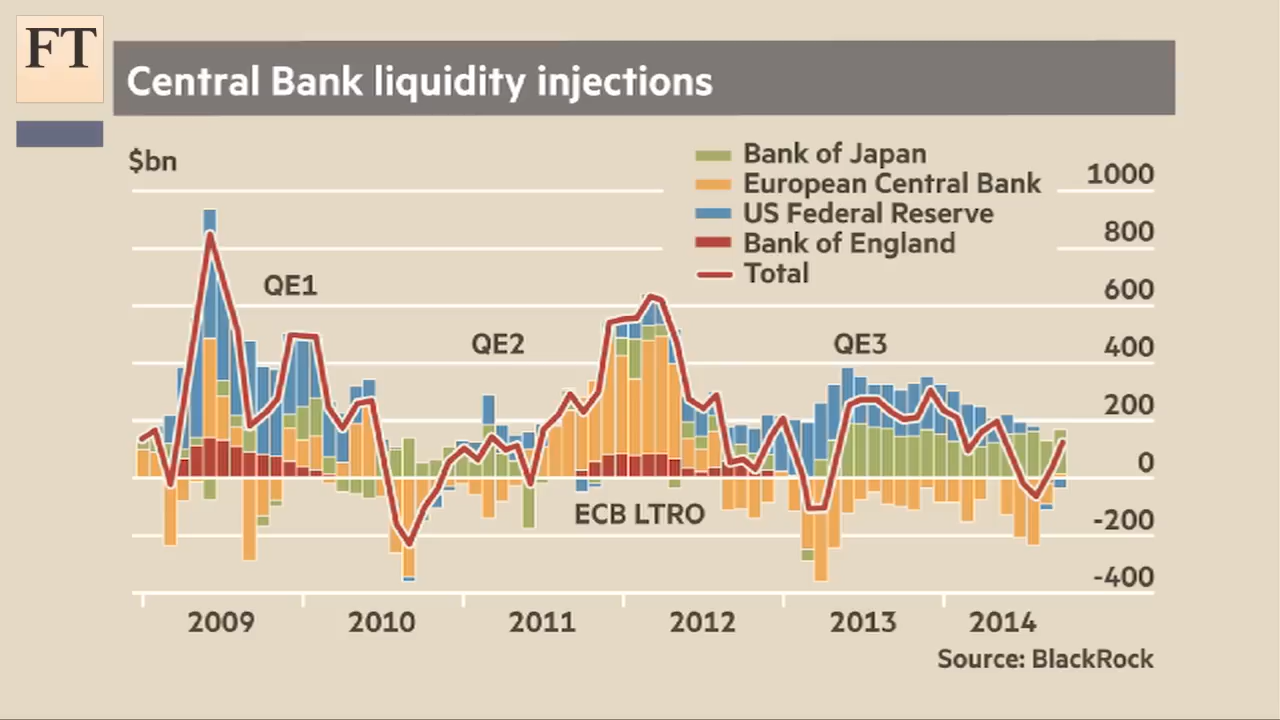 FT
Central Bank liquidity injections
$bn
Bank of Japan
European Central Bank
US Federal Reserve
Bank of England
Total
1000
800
600
400
200
0
-200
-400
QE1
QE2
QE3
ECB LTRO
2009 2010 2011 2012 2013 2014
Source: BlackRock